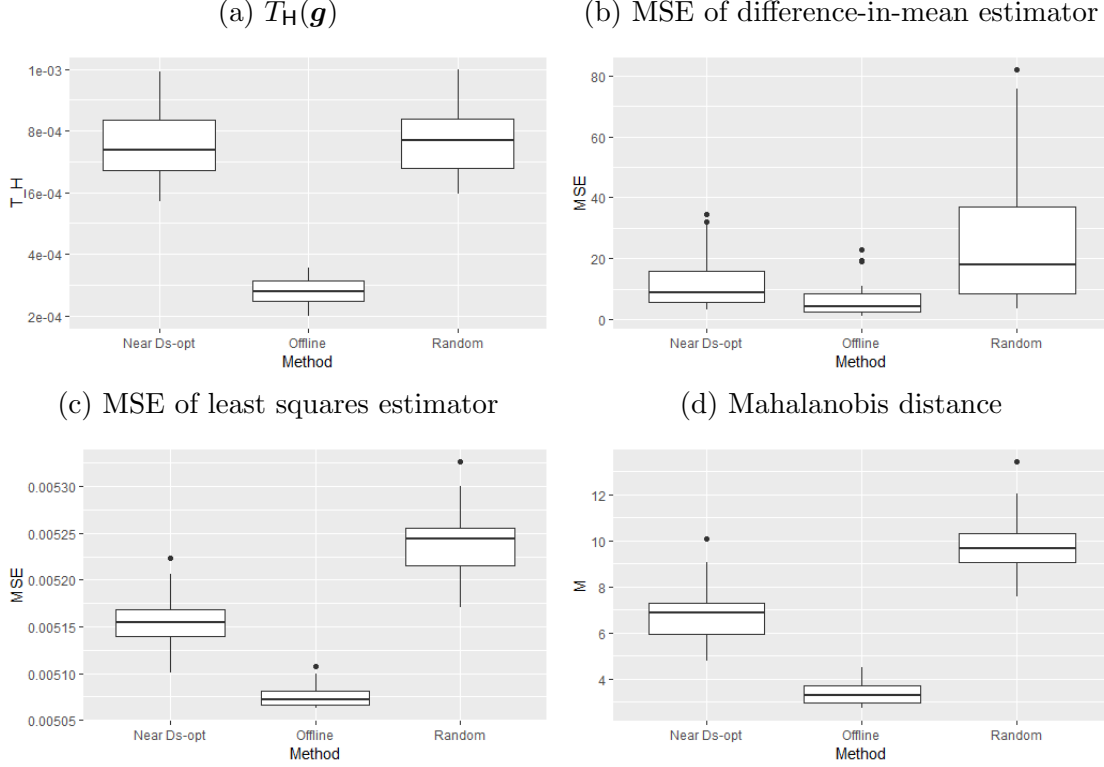 (a) T_H(g)
(b) MSE of difference-in-mean estimator
1e-03
8e-04
6e-04
4e-04
2e-04
T_H
Near Ds-opt Offline Random
Method
80
60
40
20
0
MSE
Near Ds-opt Offline Random
Method
(c) MSE of least squares estimator
(d) Mahalanobis distance
0.00530
0.00525
0.00520
0.00515
0.00510
0.00505
MSE
Near Ds-opt Offline Random
Method
12
10
8
6
4
M
Near Ds-opt Offline Random
Method